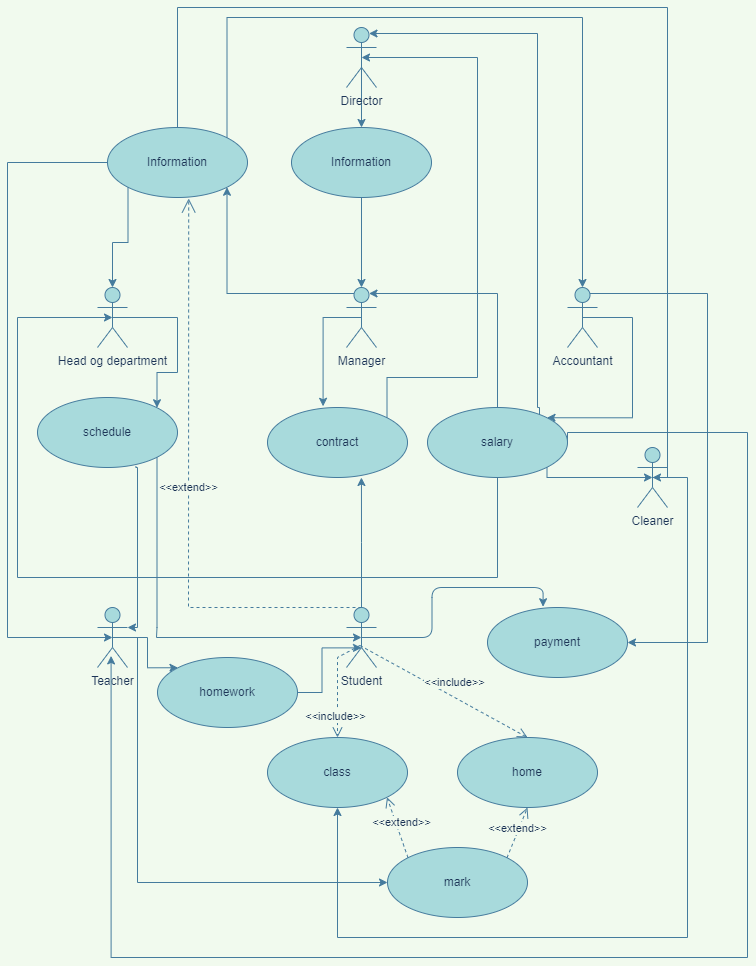 Director
Information
Information
Head og department
Manager
Accountant
schedule
contract
salary
<<extend>>
Cleaner
Teacher
homework
Student
payment
<<include>>
<<include>>
class
home
<<extend>>
<<extend>>
mark